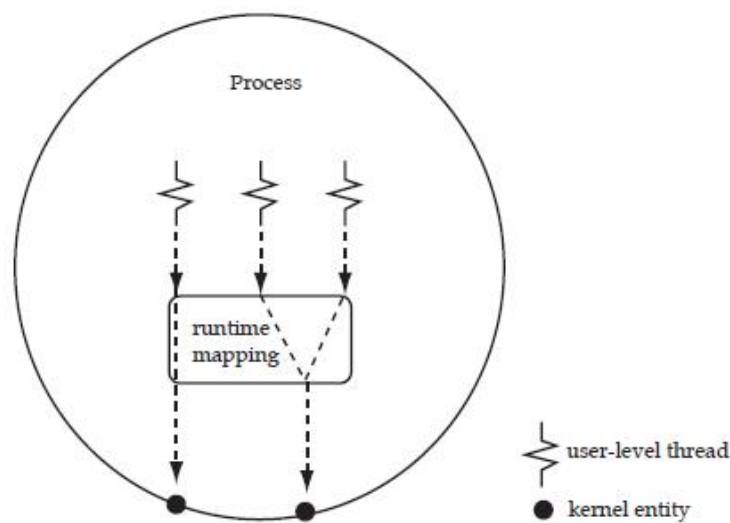 Process
runtime
mapping
user-level thread
kernel entity